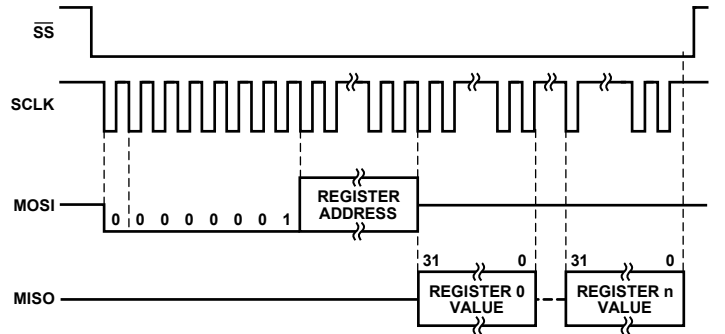 SS
SCLK
MOSI
0 0 0 0 0 0 0 1
REGISTER
ADDRESS
MISO
31 0
REGISTER 0
VALUE
31 0
REGISTER n
VALUE